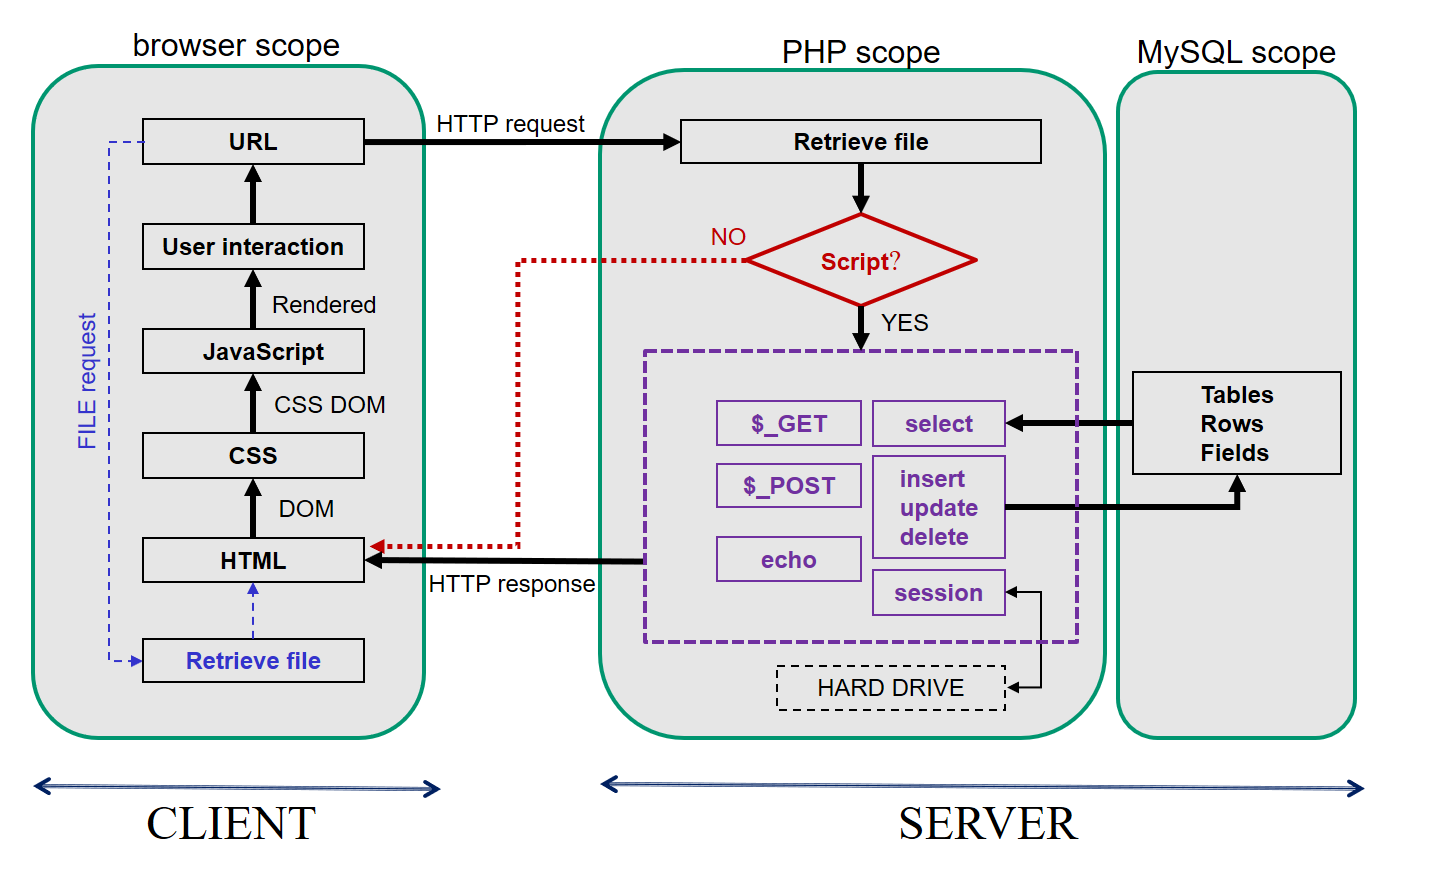 browser scope
PHP scope
MySQL scope
URL
HTTP request
Retrieve file
User interaction
NO
Script?
Rendered
YES
JavaScript
FILE request
CSS DOM
$_GET
select
Tables
Rows
Fields
CSS
$_POST
insert
update
delete
DOM
HTML
echo
HTTP response
session
Retrieve file
HARD DRIVE
CLIENT
SERVER